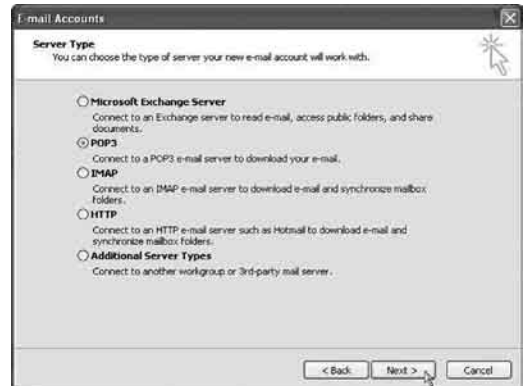 E-mail Accounts
Server Type
You can choose the type of server your new e-mail account will work with.
Microsoft Exchange Server
Connect to an Exchange server to read e-mail, access public folders, and share
documents.
POP3
Connect to a POP3 e-mail server to download your e-mail.
IMAP
Connect to an IMAP e-mail server to download e-mail and synchronize mailbox
folders.
HTTP
Connect to an HTTP e-mail server such as Hotmail to download e-mail and
synchronize mailbox folders.
Additional Server Types
Connect to another workgroup or 3rd-party mail server.
< Back Next > Cancel